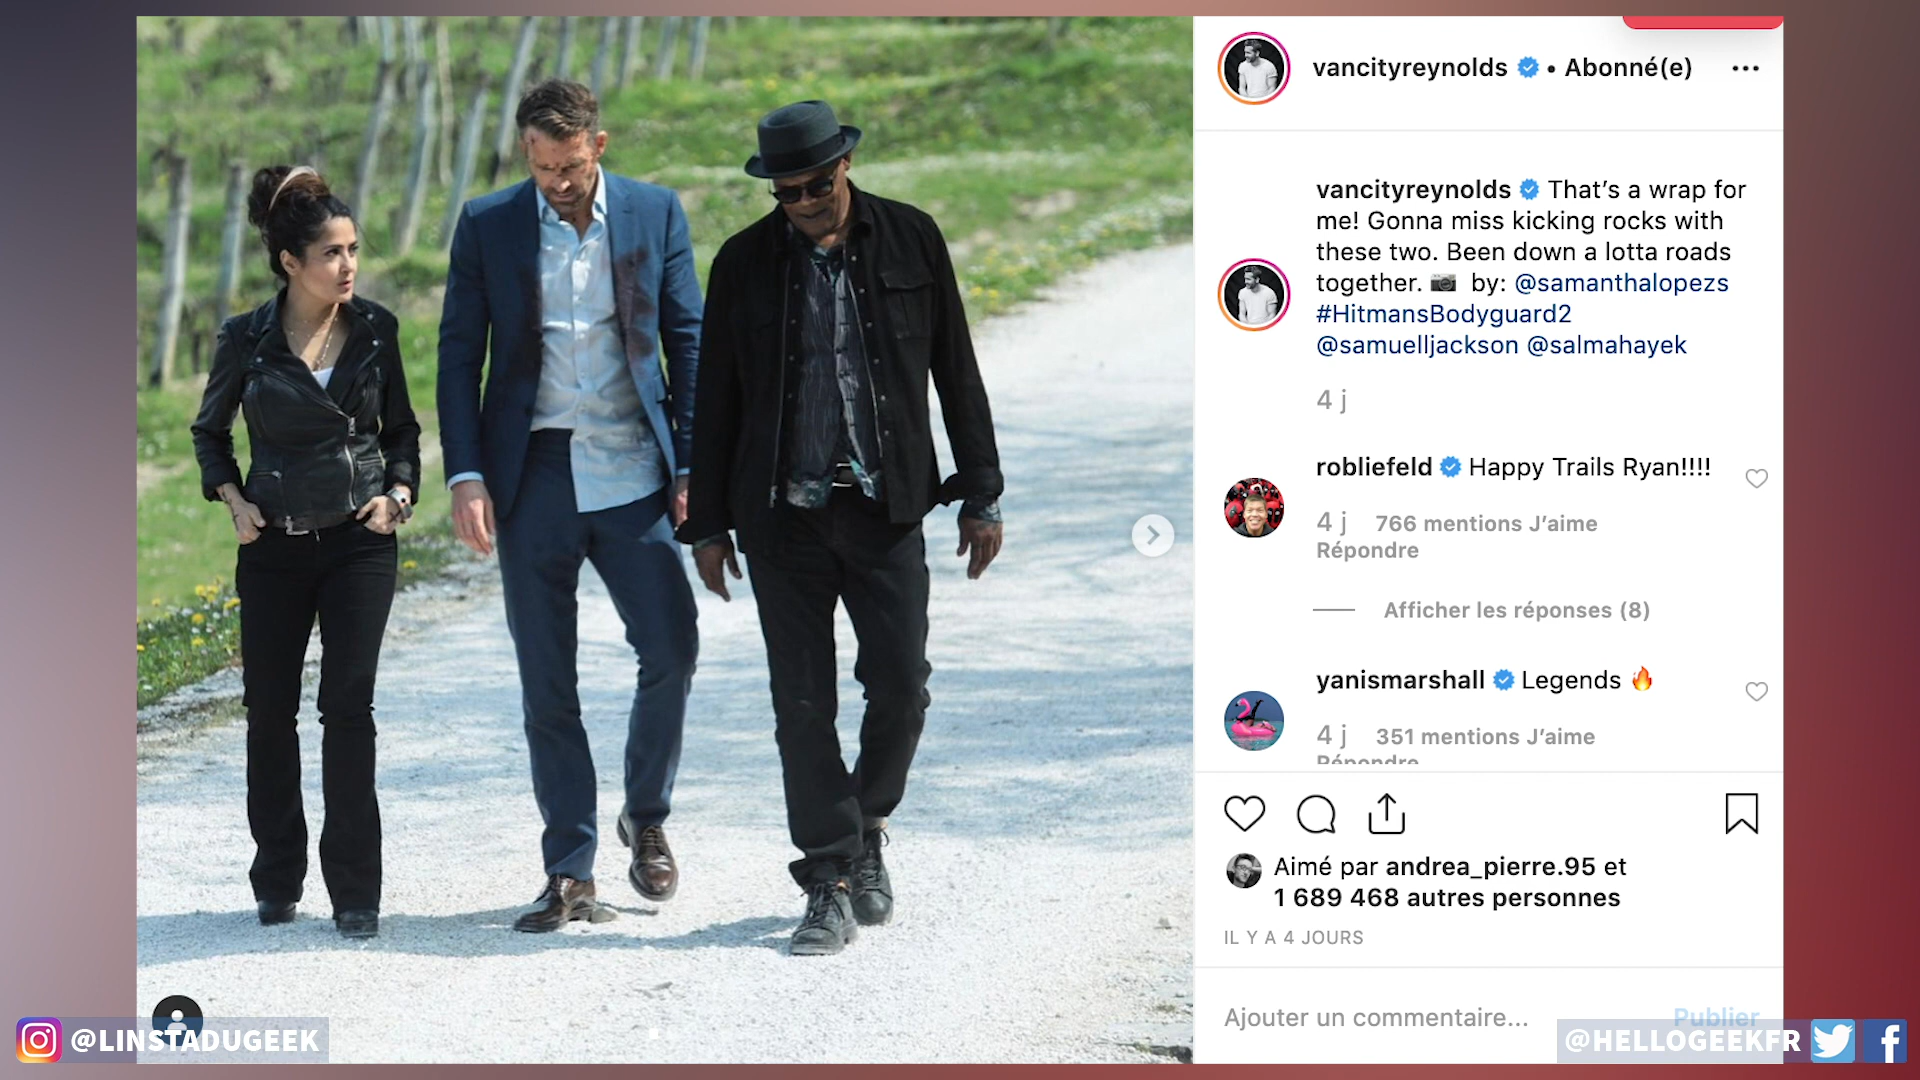 vancityreynolds • Abonné(e) •••
vancityreynolds That’s a wrap for
me! Gonna miss kicking rocks with
these two. Been down a lotta roads
together. 📷 by: @samanthalopezs
#HitmansBodyguard2
@samuelljackson @salmahayek
4 j
robliefeld Happy Trails Ryan!!!!
4 j 766 mentions J’aime
Répondre
Afficher les réponses (8)
yanismarshall Legends 🔥
4 j 351 mentions J’aime
Répondre
Aimé par andrea_pierre.95 et
1 689 468 autres personnes
IL Y A 4 JOURS
Ajouter un commentaire... Publier
@LINSTADUGEEK
@HELLOGEEKFR